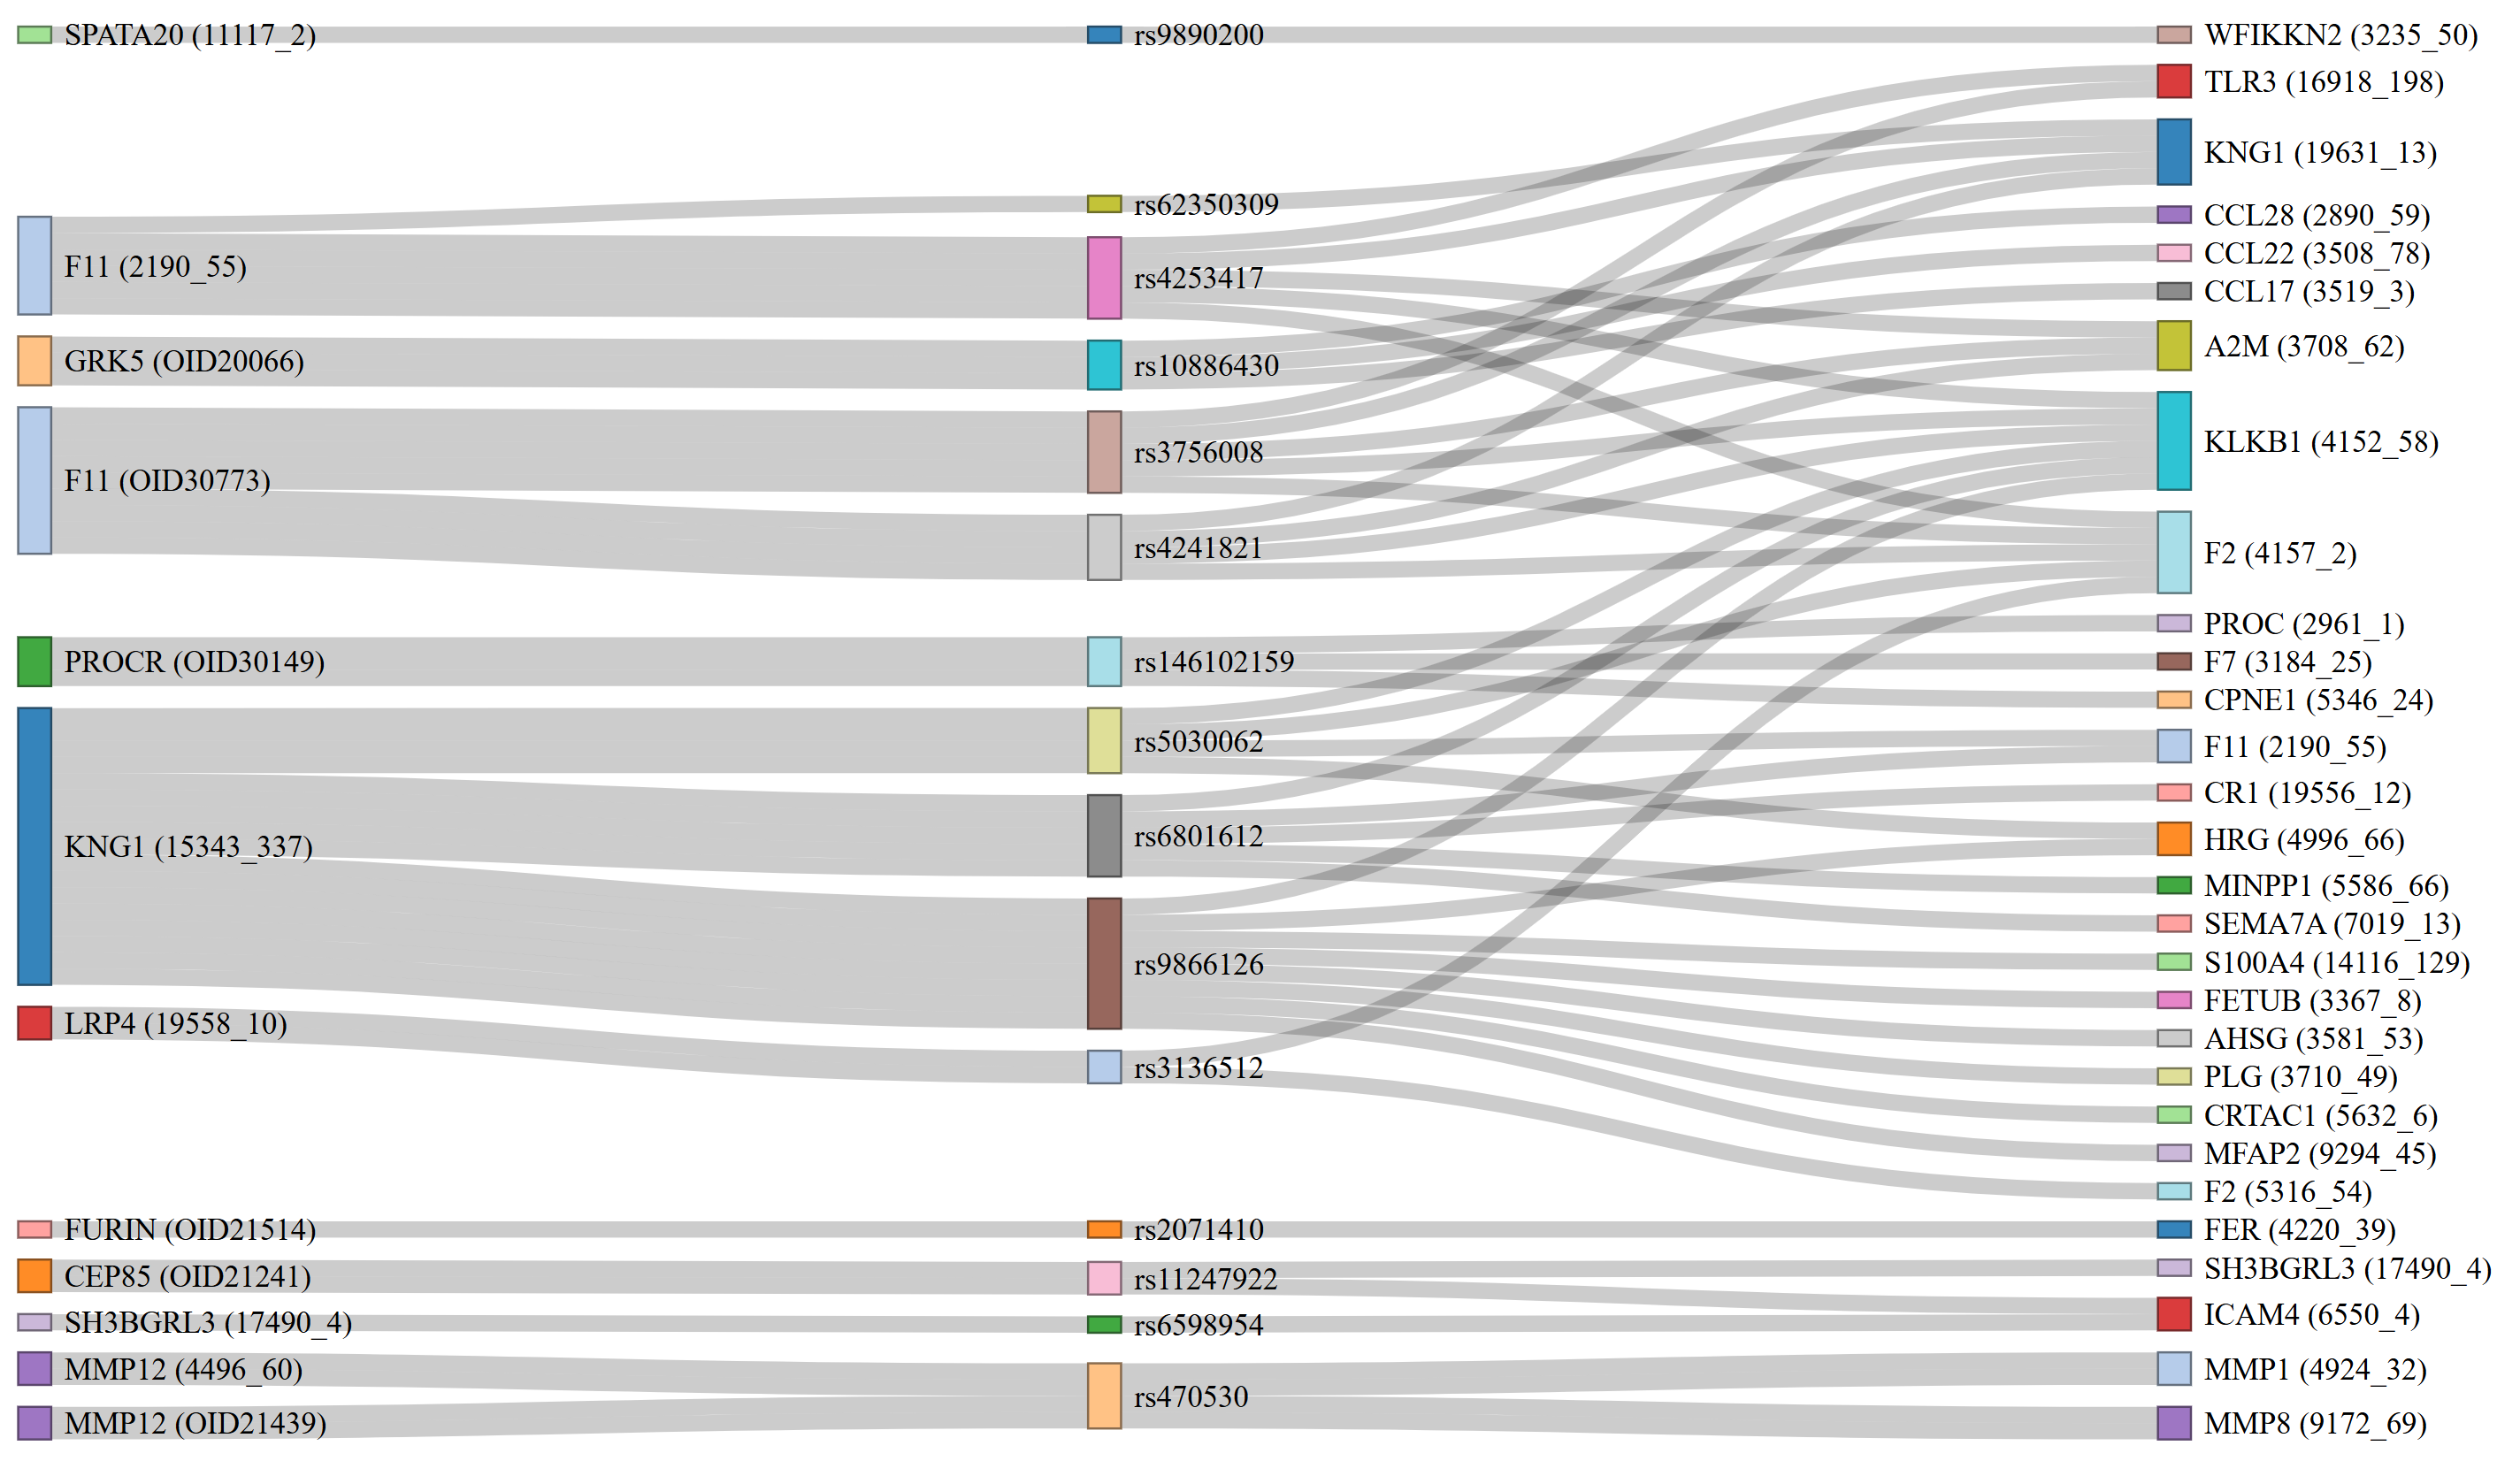 SPATA20 (11117_2)
F11 (2190_55)
GRK5 (OID20066)
F11 (OID30773)
PROCR (OID30149)
KNG1 (15343_337)
LRP4 (19558_10)
FURIN (OID21514)
CEP85 (OID21241)
SH3BGRL3 (17490_4)
MMP12 (4496_60)
MMP12 (OID21439)
rs9890200
rs62350309
rs4253417
rs10886430
rs3756008
rs4241821
rs146102159
rs5030062
rs6801612
rs9866126
rs3136512
rs2071410
rs11247922
rs6598954
rs470530
WFIKKN2 (3235_50)
TLR3 (16918_198)
KNG1 (19631_13)
CCL28 (2890_59)
CCL22 (3508_78)
CCL17 (3519_3)
A2M (3708_62)
KLKB1 (4152_58)
F2 (4157_2)
PROC (2961_1)
F7 (3184_25)
CPNE1 (5346_24)
F11 (2190_55)
CR1 (19556_12)
HRG (4996_66)
MINPP1 (5586_66)
SEMA7A (7019_13)
S100A4 (14116_129)
FETUB (3367_8)
AHSG (3581_53)
PLG (3710_49)
CRTAC1 (5632_6)
MFAP2 (9294_45)
F2 (5316_54)
FER (4220_39)
SH3BGRL3 (17490_4)
ICAM4 (6550_4)
MMP1 (4924_32)
MMP8 (9172_69)